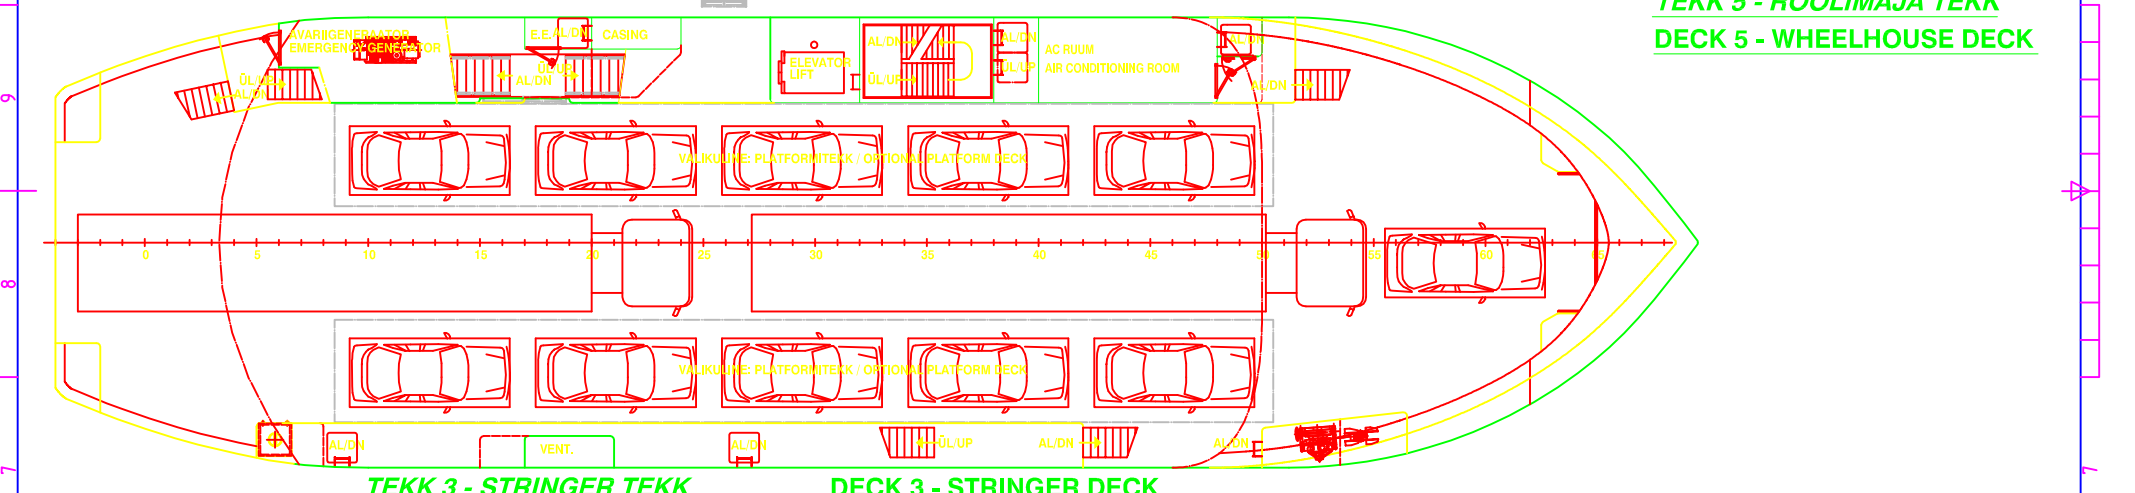 TEKK 5 - ROOLIMAJA TEKK
DECK 5 - WHEELHOUSE DECK
AVARIIGENERAATOR
EMERGENCY GENERATOR
E.E.
AL/DN
CASING
ÜL/UP
AL/DN
ÜL/UP
AL/DN
ELEVATOR
LIFT
AL/DN
ÜL/UP
AL/DN
ÜL/UP
AC RUUM
AIR CONDITIONING ROOM
AL/DN
AL/DN
9
VALIKULINE: PLATFORMITEKK / OPTIONAL PLATFORM DECK
0 5 10 15 20 25 30 35 40 45 50 55 60 65
8
VALIKULINE: PLATFORMITEKK / OPTIONAL PLATFORM DECK
AL/DN
VENT.
AL/DN
ÜL/UP
AL/DN
AL/DN
7
7
TEKK 3 - STRINGER TEKK
DECK 3 - STRINGER DECK